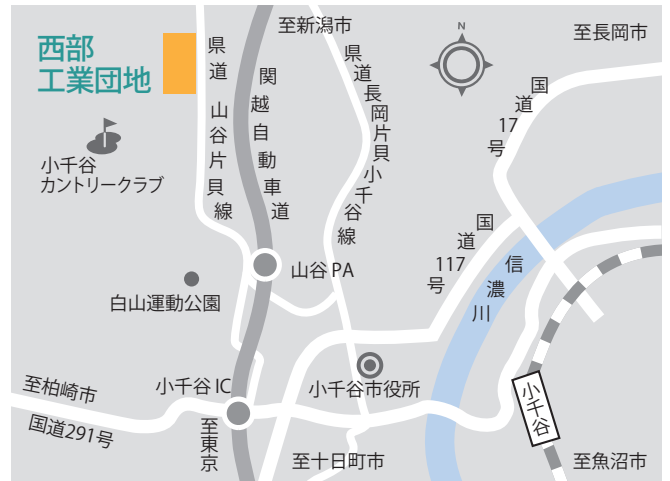 西部
工業団地
県道 山谷片貝線
関越自動車道
至新潟市
県道長岡片貝小千谷線
N
至長岡市
国道17号
小千谷
カントリークラブ
国道117号
信濃川
山谷 PA
白山運動公園
至柏崎市
小千谷 IC
小千谷市役所
小千谷
国道291号
至東京
至十日町市
至魚沼市